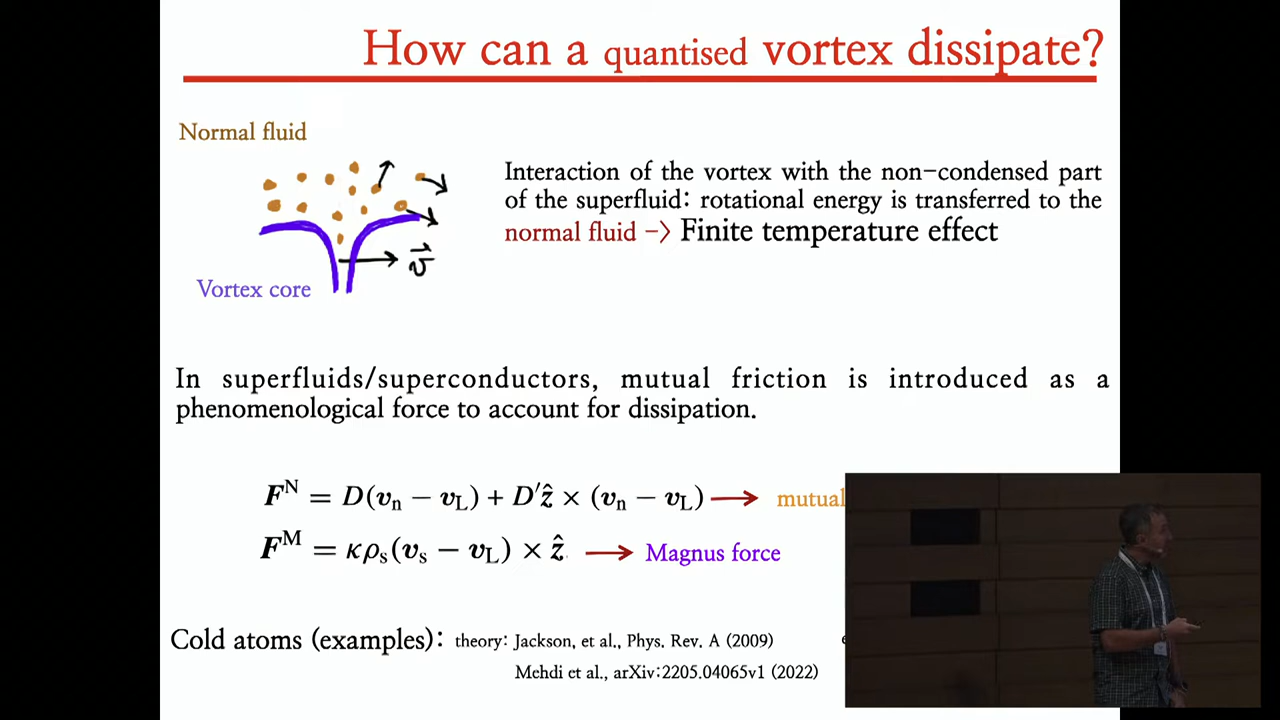 How can a quantised vortex dissipate?
Normal fluid
Interaction of the vortex with the non-condensed part
of the superfluid: rotational energy is transferred to the
normal fluid -> Finite temperature effect
v⃗
Vortex core
In superfluids/superconductors, mutual friction is introduced as a
phenomenological force to account for dissipation.
F^N = D(v_n − v_L) + D′ẑ × (v_n − v_L) → mutual
F^M = κρ_s(v_s − v_L) × ẑ → Magnus force
Cold atoms (examples): theory: Jackson, et al., Phys. Rev. A (2009)
Mehdi et al., arXiv:2205.04065v1 (2022)